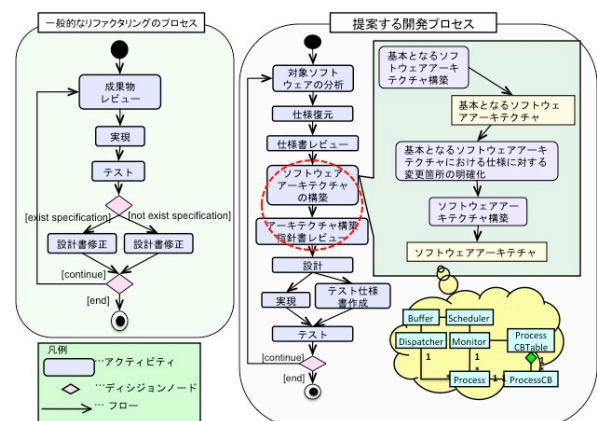 一般的なリファクタリングのプロセス
成果物
レビュー
実現
テスト
[exist specification]
[not exist specification]
設計書修正
設計書修正
[continue]
[end]
凡例
…アクティビティ
…ディシジョンノード
… フロー
提案する開発プロセス
対象ソフト
ウェアの分析
仕様復元
仕様書レビュー
ソフトウェア
アーキテクチャ
の構築
アーキテクチャ構築
指針書レビュー
設計
実現
テスト仕様
書作成
テスト
[continue]
[end]
基本となるソフトウ
ェアアーキテク
チャ構築
基本となるソフトウェ
アアーキテクチャ
基本となるソフトウェアアーキ
テクチャにおける仕様に対する
変更箇所の明確化
ソフトウェアアー
キテクチャ構築
ソフトウェアアーキテチャ
Buffer
Scheduler
Dispatcher
Monitor
Process
CBTable
1
1
1
*
*
Process
1
1
ProcessCB